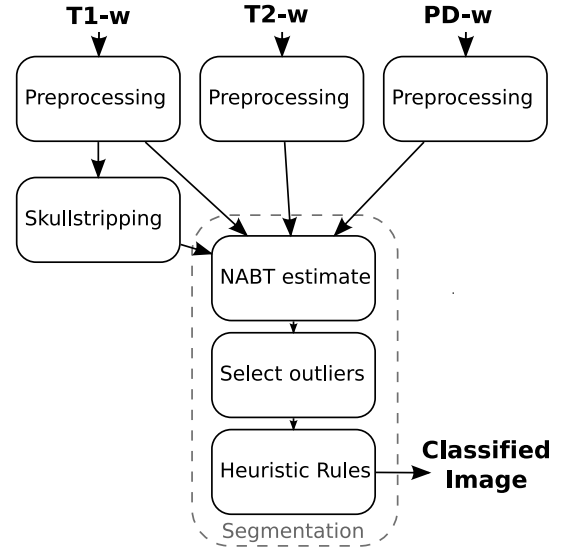 T1-w
T2-w
PD-w
Preprocessing
Preprocessing
Preprocessing
Skullstripping
NABT estimate
Select outliers
Heuristic Rules
Classified
Image
Segmentation